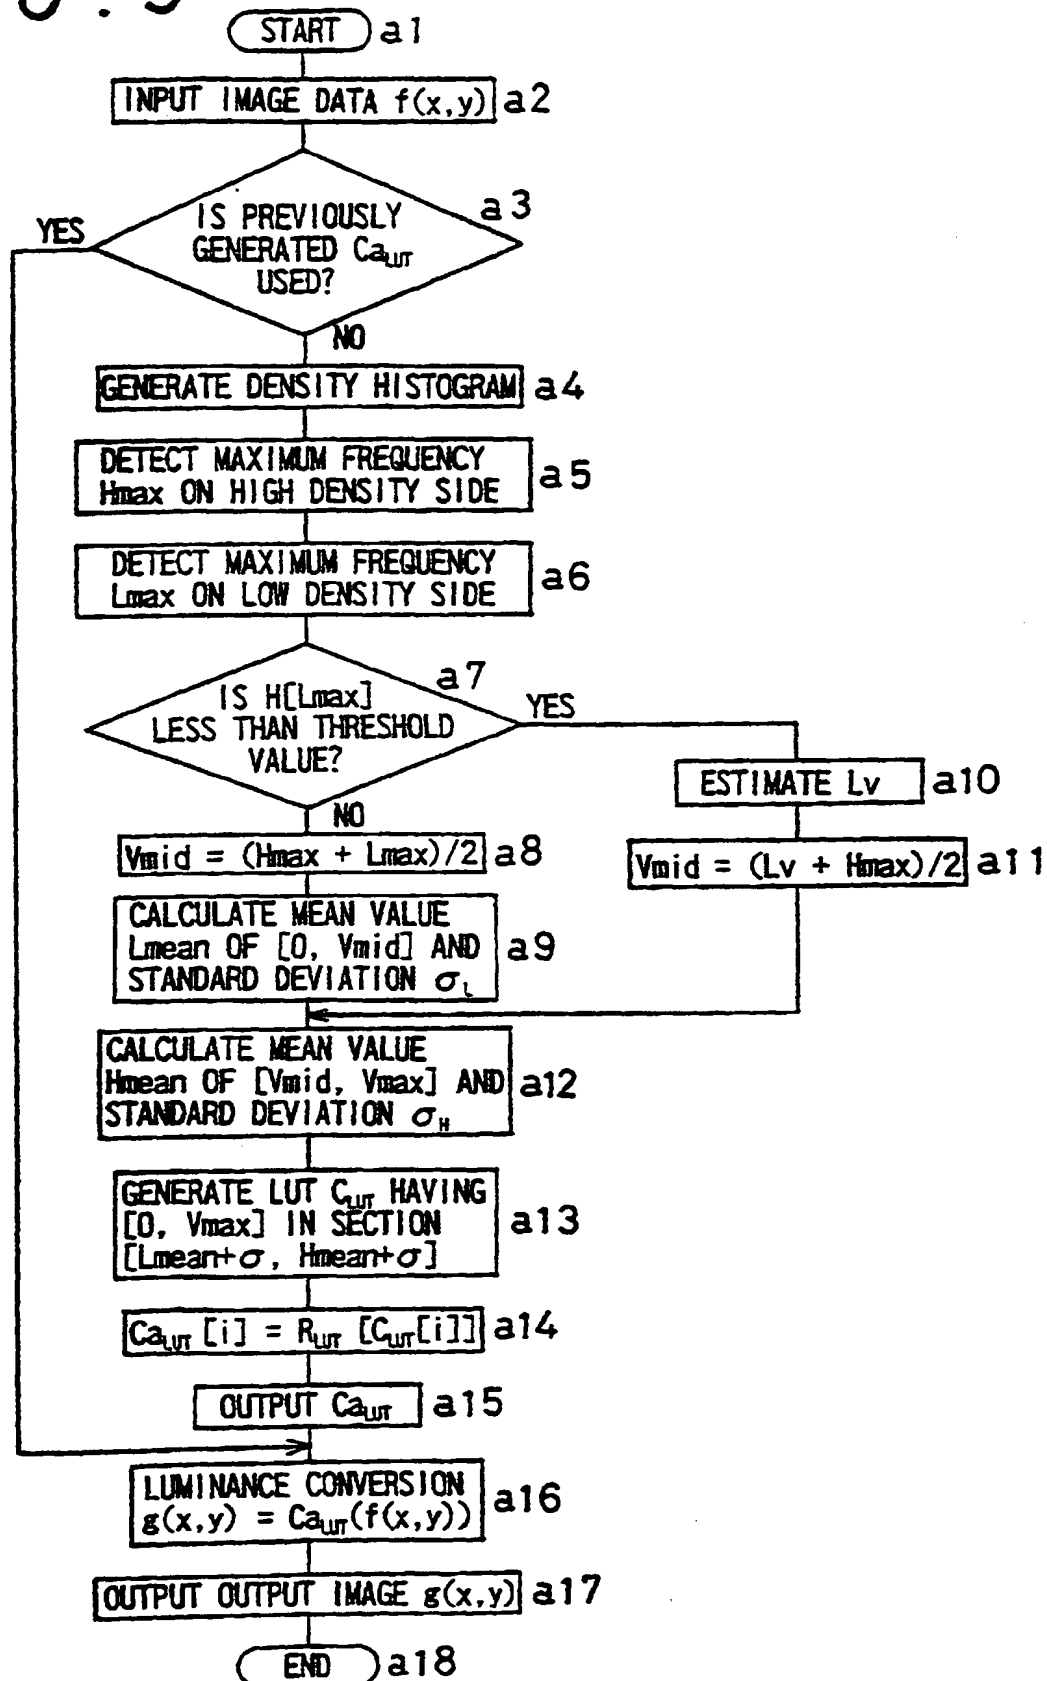 START a1
INPUT IMAGE DATA f(x,y) a2
IS PREVIOUSLY a3
GENERATED Ca_LUT
USED?
YES
NO
GENERATE DENSITY HISTOGRAM a4
DETECT MAXIMUM FREQUENCY
Hmax ON HIGH DENSITY SIDE a5
DETECT MAXIMUM FREQUENCY
Lmax ON LOW DENSITY SIDE a6
IS H[Lmax] a7
LESS THAN THRESHOLD
VALUE?
YES
NO
ESTIMATE Lv a10
Vmid = (Hmax + Lmax)/2 a8
Vmid = (Lv + Hmax)/2 a11
CALCULATE MEAN VALUE
Lmean OF [0, Vmid] AND a9
STANDARD DEVIATION σ_L
CALCULATE MEAN VALUE
Hmean OF [Vmid, Vmax] AND a12
STANDARD DEVIATION σ_H
GENERATE LUT C_LUT HAVING
[0, Vmax] IN SECTION a13
[Lmean+σ, Hmean+σ]
Ca_LUT [i] = R_LUT [C_LUT[i]] a14
OUTPUT Ca_LUT a15
LUMINANCE CONVERSION
g(x,y) = Ca_LUT(f(x,y)) a16
OUTPUT OUTPUT IMAGE g(x,y) a17
END a18